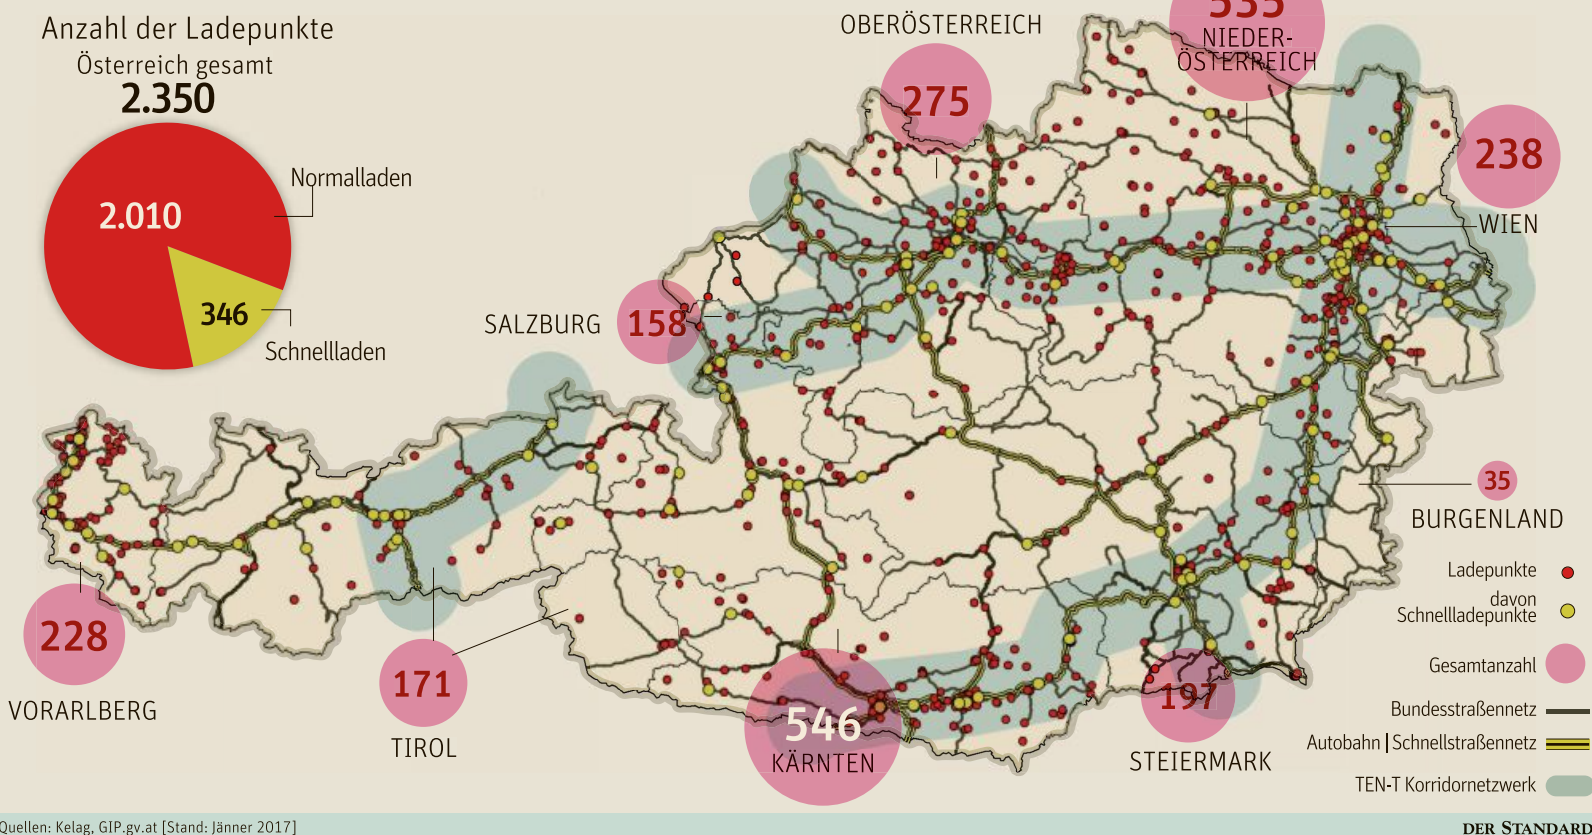 Anzahl der Ladepunkte
Österreich gesamt
2.350
2.010
Normalladen
346
Schnellladen
OBERÖSTERREICH
275
535
NIEDER-
ÖSTERREICH
238
WIEN
SALZBURG
158
35
BURGENLAND
228
VORARLBERG
171
TIROL
546
KÄRNTEN
197
STEIERMARK
Ladepunkte
davon
Schnellladepunkte
Gesamtanzahl
Bundesstraßennetz
Autobahn | Schnellstraßennetz
TEN-T Korridornetzwerk
Quellen: Kelag, GIP.gv.at [Stand: Jänner 2017]
DER STANDARD